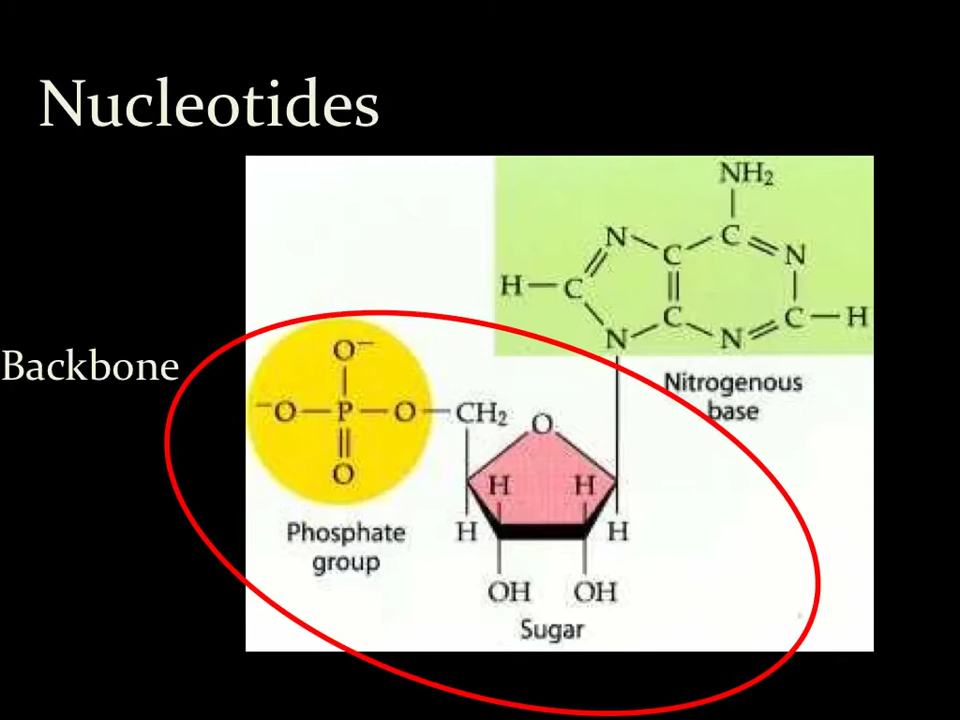 Nucleotides
NH₂
N
C
N
C
H
C
C
C
H
N
N
Backbone
O⁻
Nitrogenous
base
⁻O
P
O
CH₂
O
O
H
H
Phosphate
group
H
H
OH
OH
Sugar